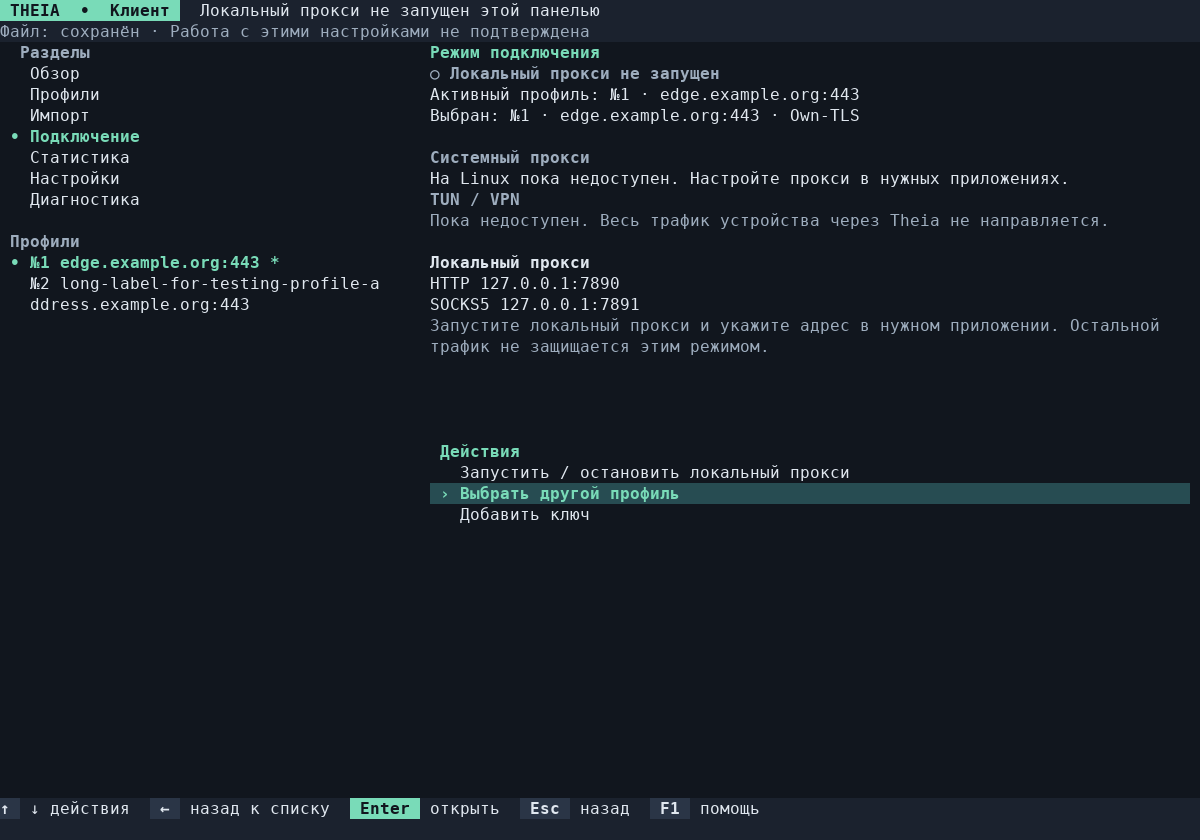 THEIA • Клиент Локальный прокси не запущен этой панелью
Файл: сохранён · Работа с этими настройками не подтверждена
Разделы
Обзор
Профили
Импорт
• Подключение
Статистика
Настройки
Диагностика
Профили
• №1 edge.example.org:443 *
№2 long-label-for-testing-profile-a
ddress.example.org:443
Режим подключения
○ Локальный прокси не запущен
Активный профиль: №1 · edge.example.org:443
Выбран: №1 · edge.example.org:443 · Own-TLS
Системный прокси
На Linux пока недоступен. Настройте прокси в нужных приложениях.
TUN / VPN
Пока недоступен. Весь трафик устройства через Theia не направляется.
Локальный прокси
HTTP 127.0.0.1:7890
SOCKS5 127.0.0.1:7891
Запустите локальный прокси и укажите адрес в нужном приложении. Остальной
трафик не защищается этим режимом.
Действия
Запустить / остановить локальный прокси
› Выбрать другой профиль
Добавить ключ
↑ ↓ действия ← назад к списку Enter открыть Esc назад F1 помощь